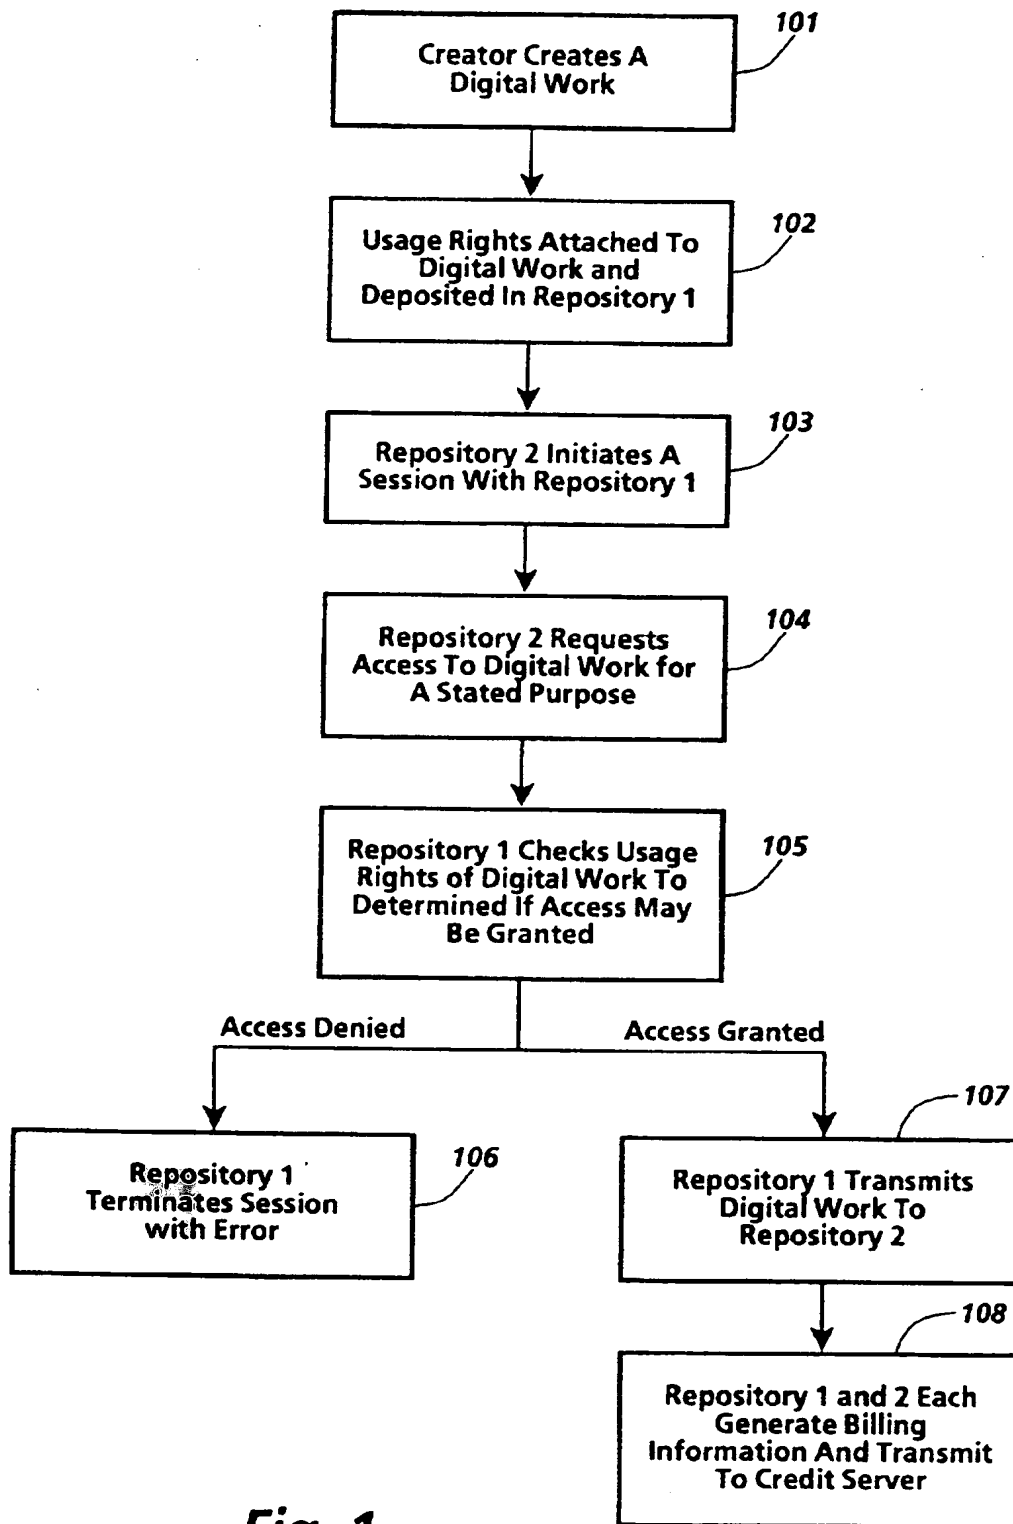 101
Creator Creates A
Digital Work
102
Usage Rights Attached To
Digital Work and
Deposited In Repository 1
103
Repository 2 Initiates A
Session With Repository 1
104
Repository 2 Requests
Access To Digital Work for
A Stated Purpose
105
Repository 1 Checks Usage
Rights of Digital Work To
Determined If Access May
Be Granted
Access Denied
Access Granted
106
Repository 1
Terminates Session
with Error
107
Repository 1 Transmits
Digital Work To
Repository 2
108
Repository 1 and 2 Each
Generate Billing
Information And Transmit
To Credit Server
Fig. 1